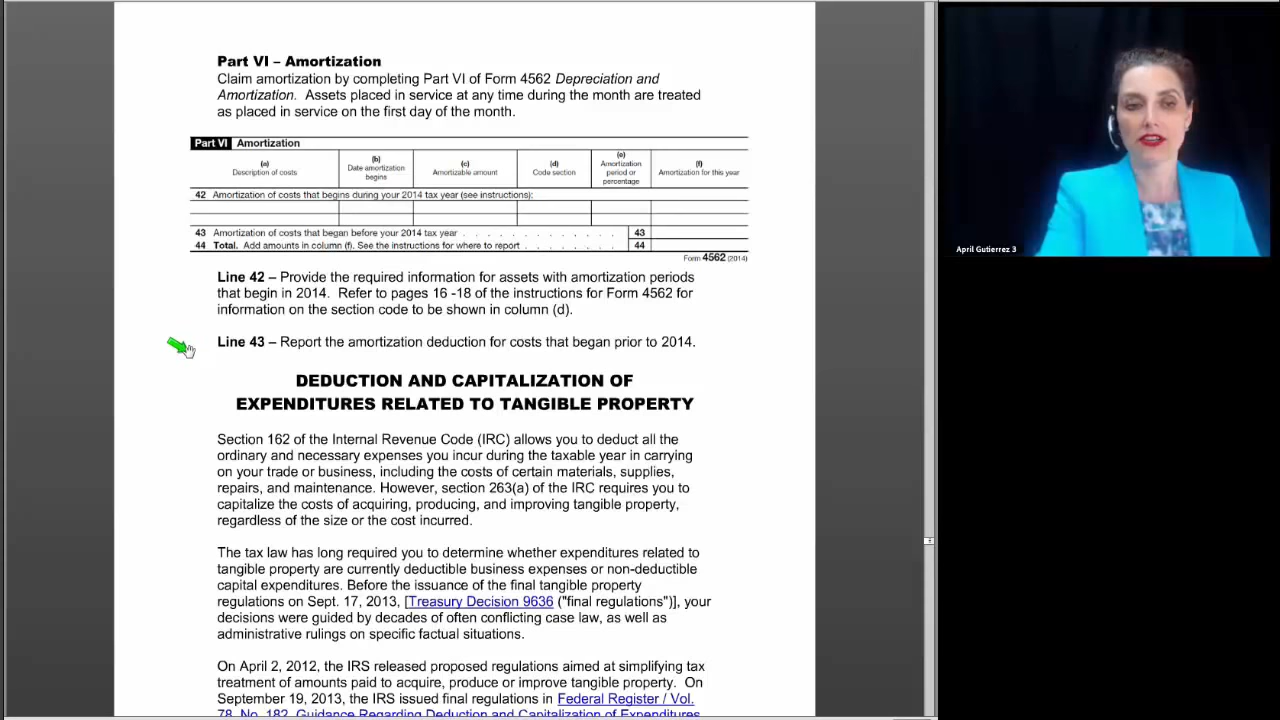 Part VI – Amortization
Claim amortization by completing Part VI of Form 4562 Depreciation and
Amortization. Assets placed in service at any time during the month are treated
as placed in service on the first day of the month.
Part VI Amortization
(a)
Description of costs
(b)
Date amortization
begins
(c)
Amortizable amount
(d)
Code section
(e)
Amortization
period or
percentage
(f)
Amortization for this year
42 Amortization of costs that begins during your 2014 tax year (see instructions):
43 Amortization of costs that began before your 2014 tax year . . . . . . . . . . . . . 43
44 Total. Add amounts in column (f). See the instructions for where to report . . . . . . . . 44
Form 4562 (2014)
Line 42 – Provide the required information for assets with amortization periods
that begin in 2014. Refer to pages 16 -18 of the instructions for Form 4562 for
information on the section code to be shown in column (d).
Line 43 – Report the amortization deduction for costs that began prior to 2014.
DEDUCTION AND CAPITALIZATION OF
EXPENDITURES RELATED TO TANGIBLE PROPERTY
Section 162 of the Internal Revenue Code (IRC) allows you to deduct all the
ordinary and necessary expenses you incur during the taxable year in carrying
on your trade or business, including the costs of certain materials, supplies,
repairs, and maintenance. However, section 263(a) of the IRC requires you to
capitalize the costs of acquiring, producing, and improving tangible property,
regardless of the size or the cost incurred.
The tax law has long required you to determine whether expenditures related to
tangible property are currently deductible business expenses or non-deductible
capital expenditures. Before the issuance of the final tangible property
regulations on Sept. 17, 2013, [Treasury Decision 9636 ("final regulations")], your
decisions were guided by decades of often conflicting case law, as well as
administrative rulings on specific factual situations.
On April 2, 2012, the IRS released proposed regulations aimed at simplifying tax
treatment of amounts paid to acquire, produce or improve tangible property. On
September 19, 2013, the IRS issued final regulations in Federal Register / Vol.
78, No. 182, Guidance Regarding Deduction and Capitalization of Expenditures
April Gutierrez 3